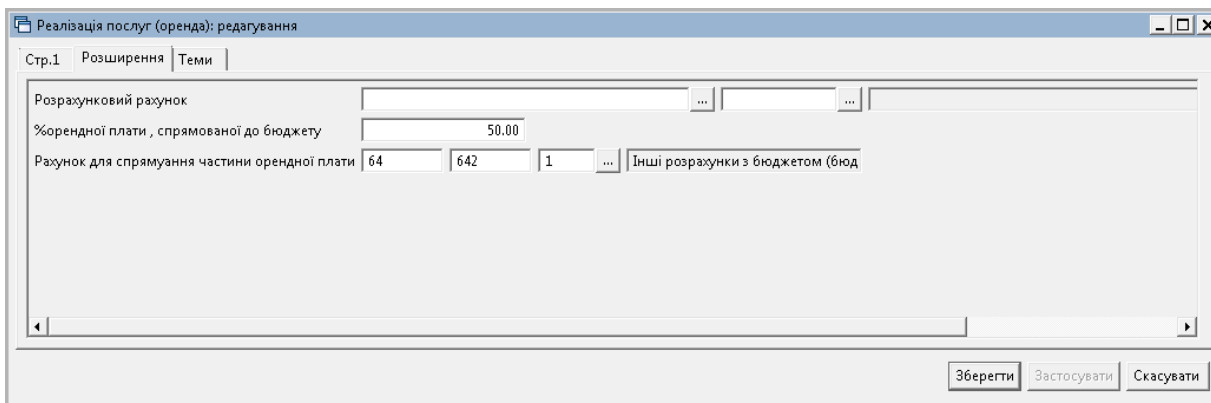 Реалізація послуг (оренда): редагування
Стр.1 Розширення Теми
Розрахунковий рахунок ... ...
%орендної плати , спрямованої до бюджету 50.00
Рахунок для спрямуання частини орендної плати 64 642 1 ... Інші розрахунки з бюджетом (бюд
Зберегти Застосувати Скасувати